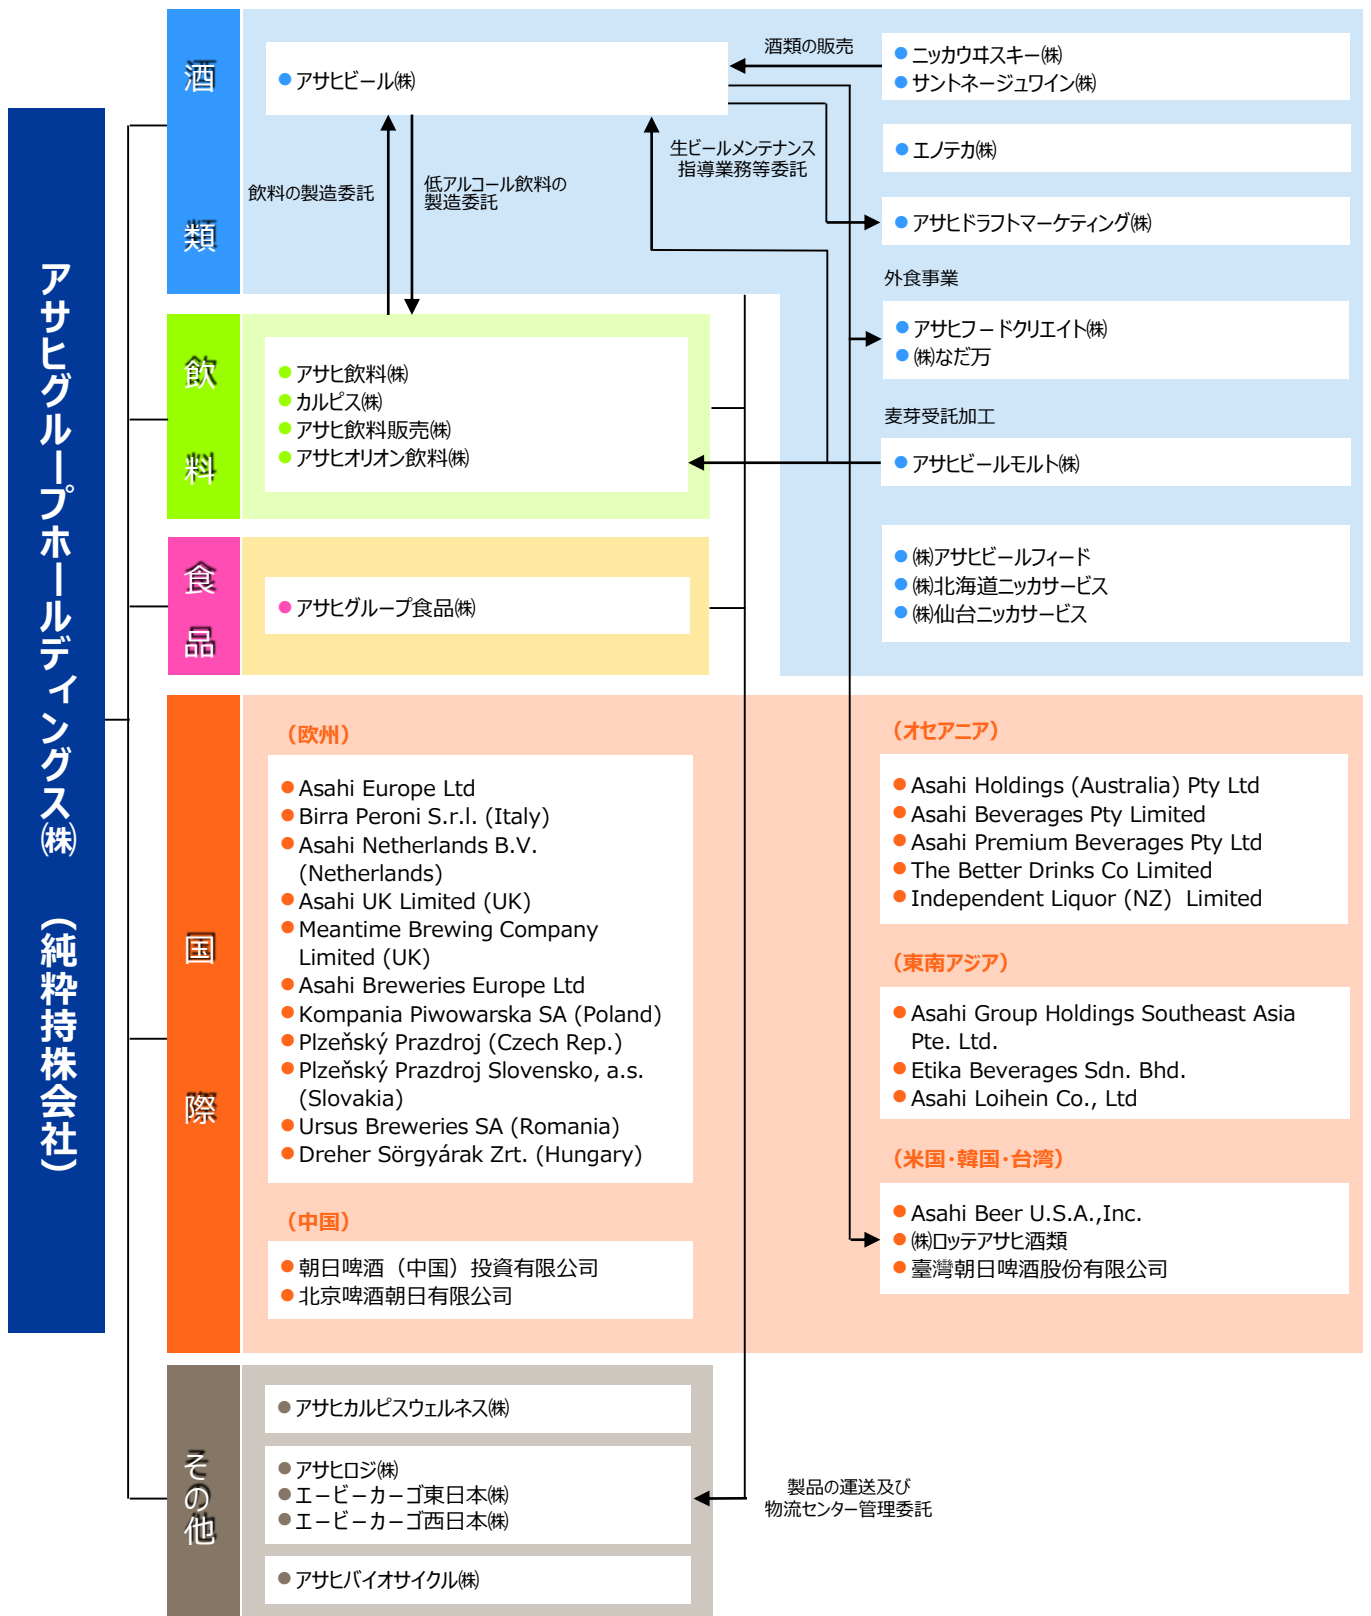 アサヒグループホールディングス㈱　（純粋持株会社）
酒類
アサヒビール㈱
酒類の販売
ニッカウヰスキー㈱
サントネージュワイン㈱
エノテカ㈱
生ビールメンテナンス
指導業務等委託
アサヒドラフトマーケティング㈱
飲料の製造委託
低アルコール飲料の
製造委託
外食事業
アサヒフードクリエイト㈱
㈱なだ万
麦芽受託加工
アサヒビールモルト㈱
㈱アサヒビールフィード
㈱北海道ニッカサービス
㈱仙台ニッカサービス
飲料
アサヒ飲料㈱
カルピス㈱
アサヒ飲料販売㈱
アサヒオリオン飲料㈱
食品
アサヒグループ食品㈱
国際
（欧州）
Asahi Europe Ltd
Birra Peroni S.r.l. (Italy)
Asahi Netherlands B.V.
(Netherlands)
Asahi UK Limited (UK)
Meantime Brewing Company
Limited (UK)
Asahi Breweries Europe Ltd
Kompania Piwowarska SA (Poland)
Plzeňský Prazdroj (Czech Rep.)
Plzeňský Prazdroj Slovensko, a.s.
(Slovakia)
Ursus Breweries SA (Romania)
Dreher Sörgyárak Zrt. (Hungary)
（中国）
朝日啤酒（中国）投資有限公司
北京啤酒朝日有限公司
（オセアニア）
Asahi Holdings (Australia) Pty Ltd
Asahi Beverages Pty Limited
Asahi Premium Beverages Pty Ltd
The Better Drinks Co Limited
Independent Liquor (NZ)  Limited
（東南アジア）
Asahi Group Holdings Southeast Asia
Pte. Ltd.
Etika Beverages Sdn. Bhd.
Asahi Loihein Co., Ltd
（米国・韓国・台湾）
Asahi Beer U.S.A.,Inc.
㈱ロッテアサヒ酒類
臺灣朝日啤酒股份有限公司
その他
アサヒカルピスウェルネス㈱
アサヒロジ㈱
エービーカーゴ東日本㈱
エービーカーゴ西日本㈱
製品の運送及び
物流センター管理委託
アサヒバイオサイクル㈱